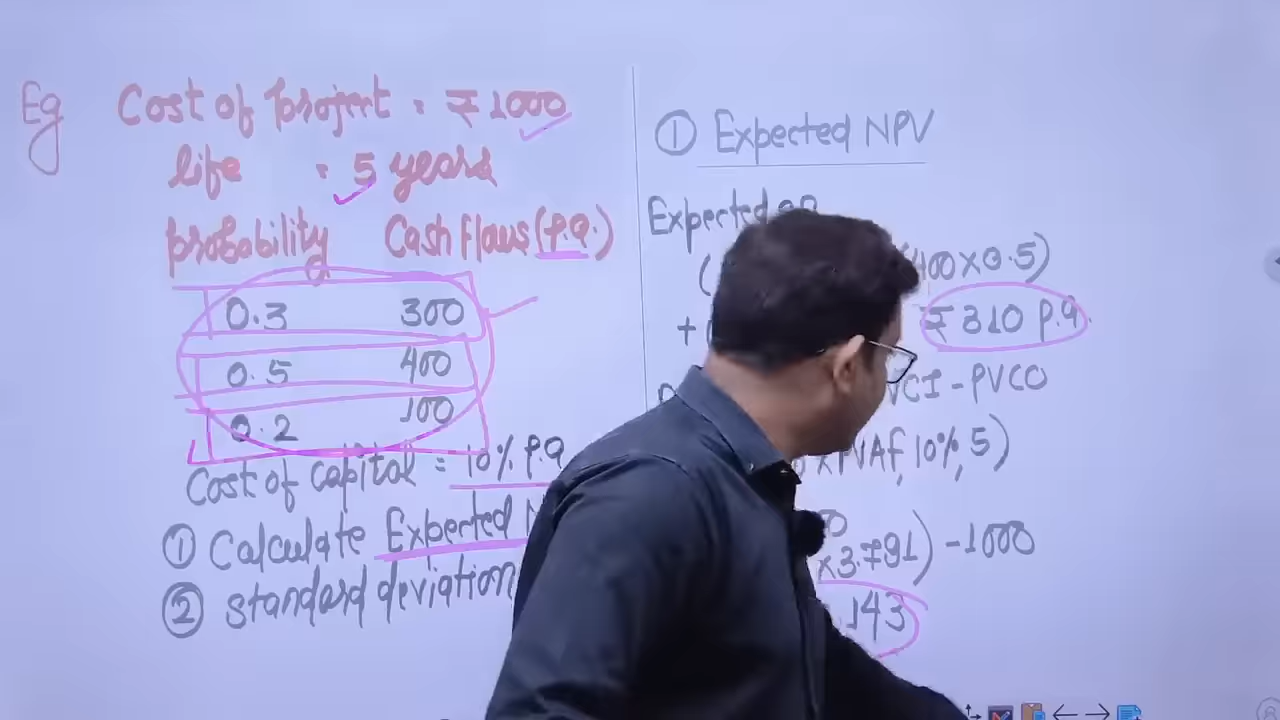 Eg Cost of project = ₹ 1000
life = 5 years
probability Cash flows (p.a.)
0.3 300
0.5 400
0.2 100
Cost of capital = 10% p.a
① Calculate Expected N
② Standard deviation
① Expected NPV
Expected
( 400 x 0.5)
+ ₹ 310 p.a.
VCI - PVCO
x PVAf, 10%, 5)
x 3.791) - 1000
.143